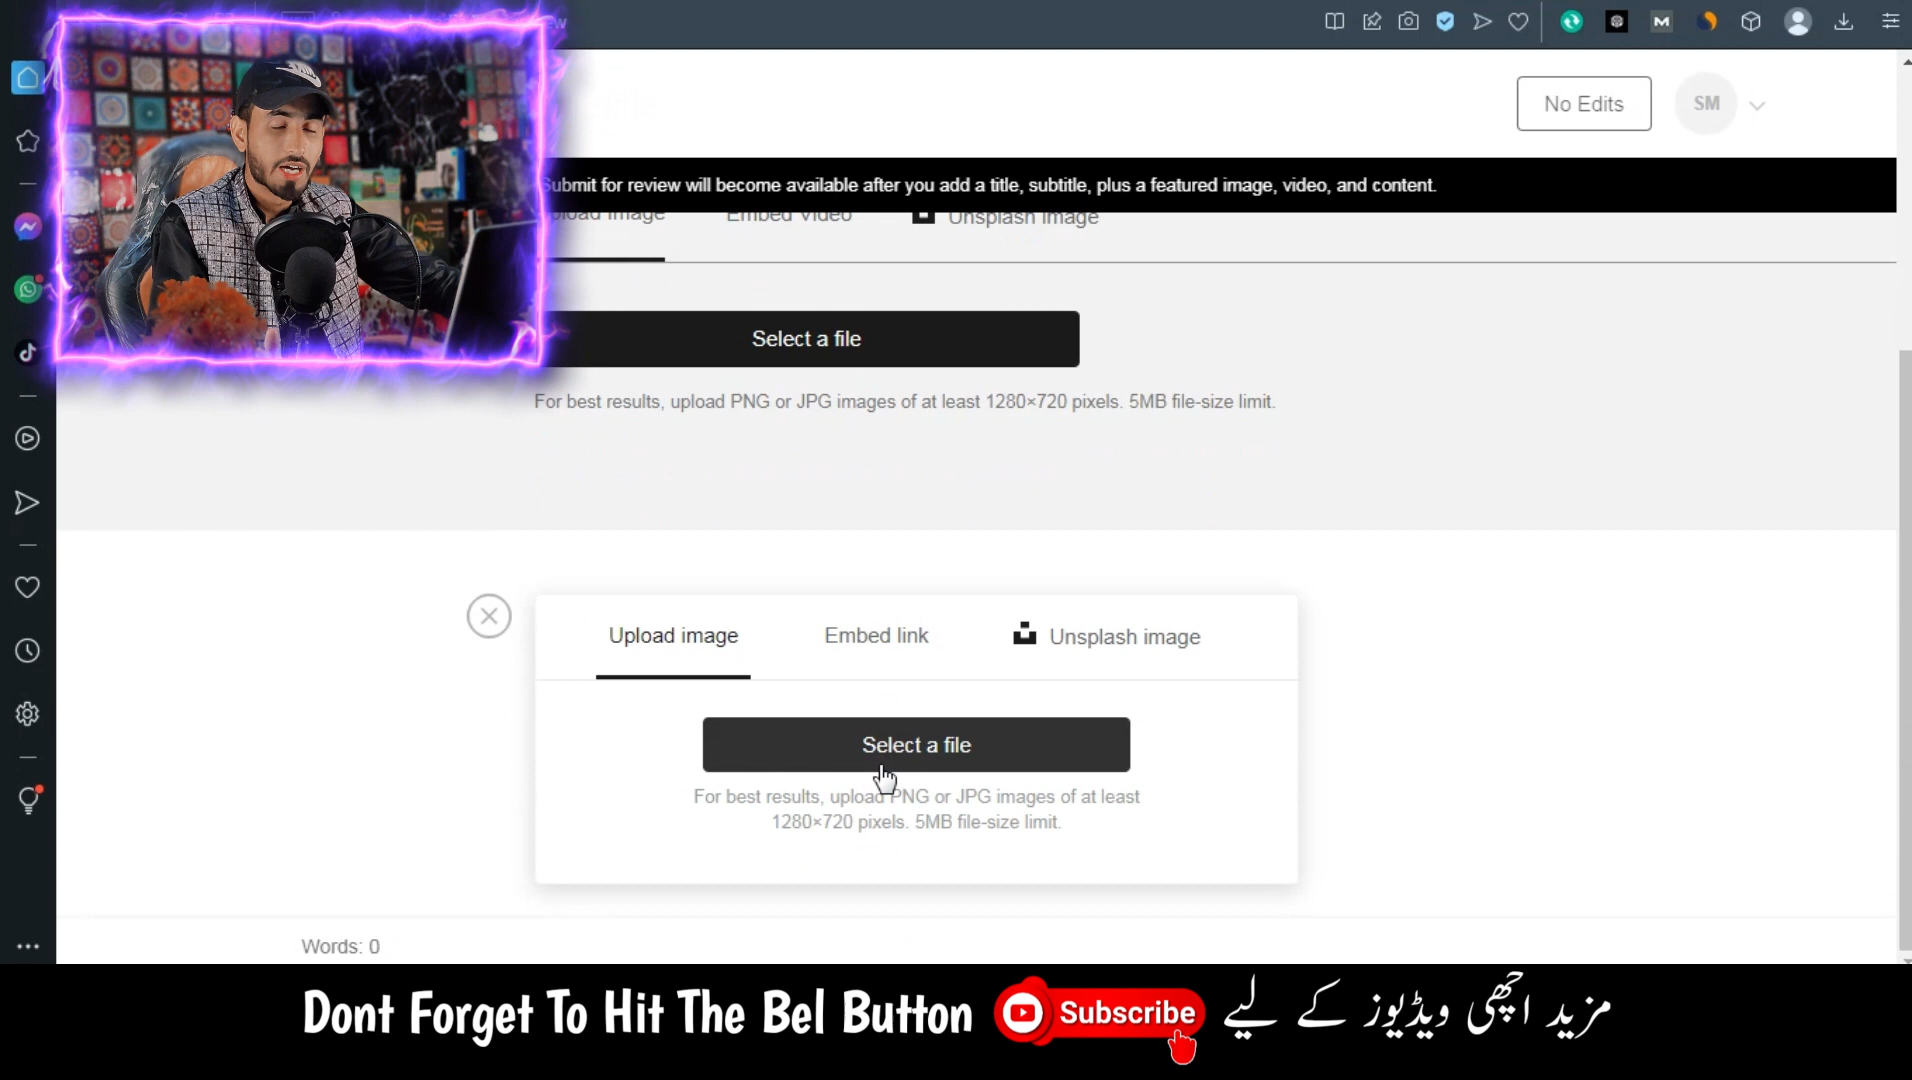 No Edits
SM
Submit for review will become available after you add a title, subtitle, plus a featured image, video, and content.
Upload image Embed Video Unsplash image
Select a file
For best results, upload PNG or JPG images of at least 1280×720 pixels. 5MB file-size limit.
Upload image Embed link Unsplash image
Select a file
For best results, upload PNG or JPG images of at least
1280×720 pixels. 5MB file-size limit.
Words: 0
Dont Forget To Hit The Bel Button Subscribe مزید اچھی ویڈیوز کے لیے